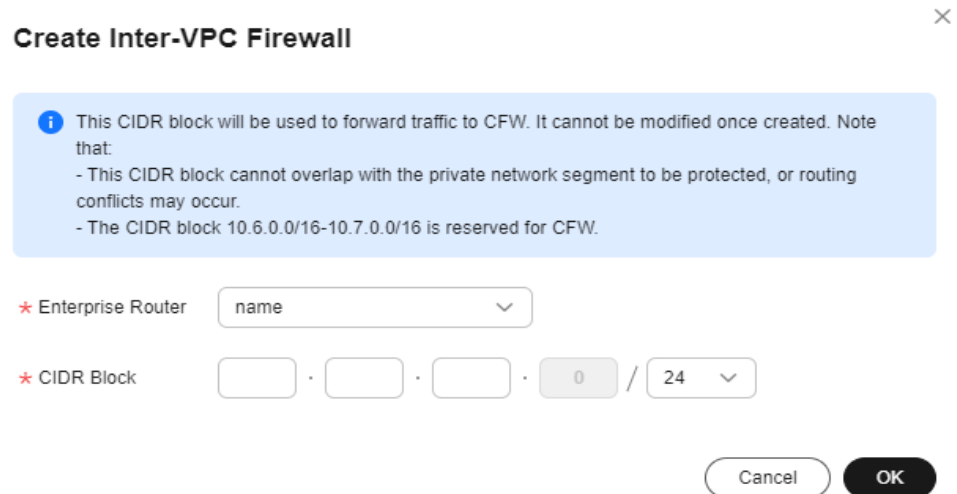 Create Inter-VPC Firewall
This CIDR block will be used to forward traffic to CFW. It cannot be modified once created. Note
that:
- This CIDR block cannot overlap with the private network segment to be protected, or routing
conflicts may occur.
- The CIDR block 10.6.0.0/16-10.7.0.0/16 is reserved for CFW.
* Enterprise Router name
* CIDR Block . . . 0 / 24
Cancel OK